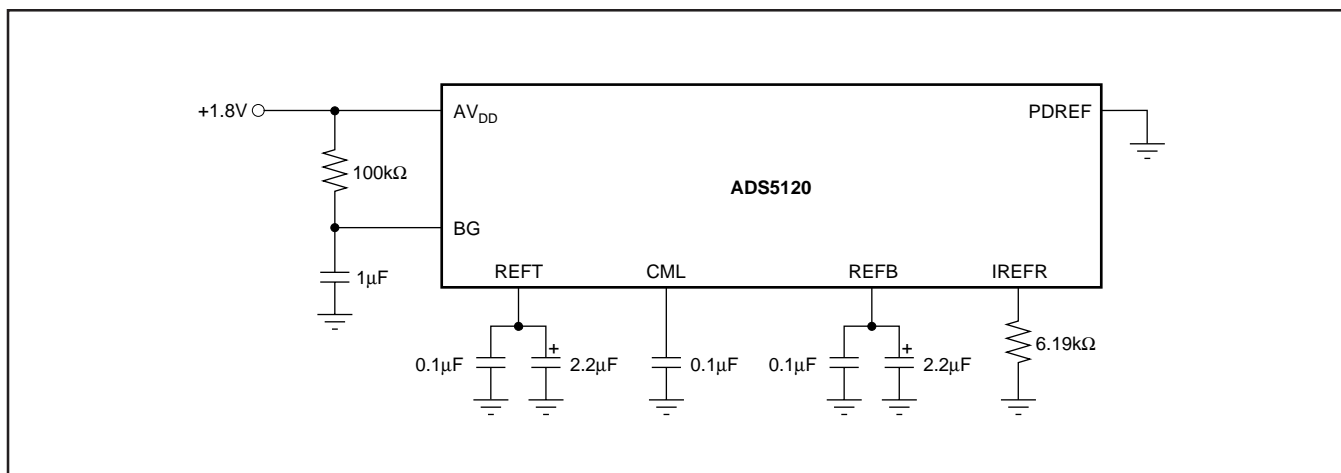 +1.8V
AVDD
PDREF
100kΩ
ADS5120
BG
1µF
REFT
CML
REFB
IREFR
0.1µF
+
2.2µF
0.1µF
0.1µF
+
2.2µF
6.19kΩ